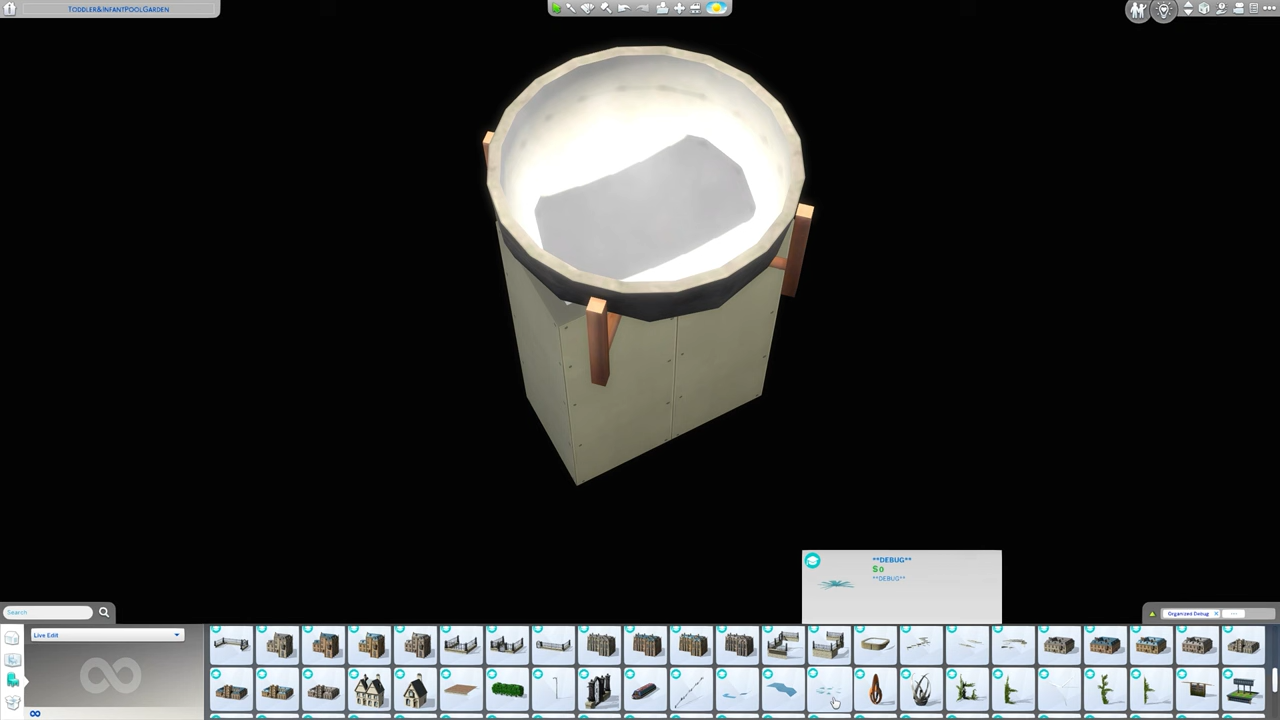 Toddler&InfantPoolGarden
**DEBUG**
§0
**DEBUG**
Search
Organized Debug
Live Edit